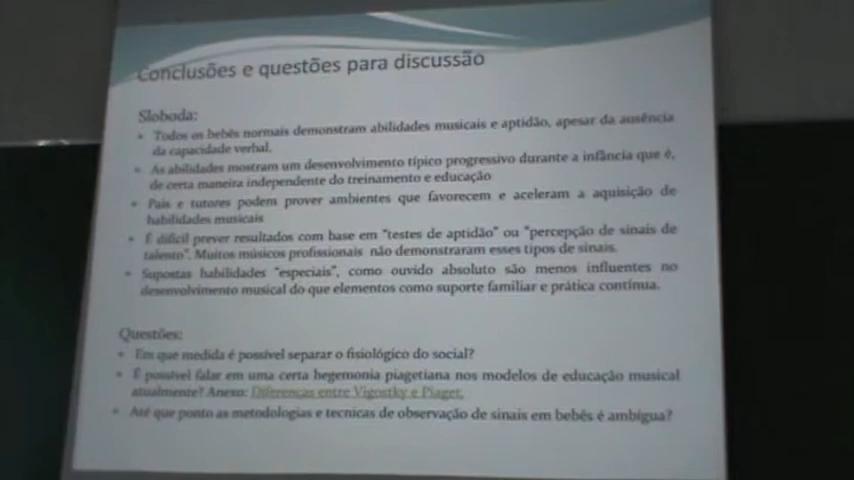 Conclusões e questões para discussão
Sloboda:
• Todos os bebês normais demonstram abilidades musicais e aptidão, apesar da ausência
da capacidade verbal.
• As abilidades mostram um desenvolvimento típico progressivo durante a infância que é,
de certa maneira independente do treinamento e educação
• Pais e tutores podem prover ambientes que favorecem e aceleram a aquisição de
habilidades musicais
• É difícil prever resultados com base em "testes de aptidão" ou "percepção de sinais de
talento". Muitos músicos profissionais não demonstraram esses tipos de sinais.
• Supostas habilidades "especiais", como ouvido absoluto são menos influentes no
desenvolvimento musical do que elementos como suporte familiar e prática contínua.
Questões:
• Em que medida é possível separar o fisiológico do social?
• É possível falar em uma certa hegemonia piagetiana nos modelos de educação musical
atualmente? Anexo: Diferenças entre Vigostky e Piaget.
• Até que ponto as metodologias e tecnicas de observação de sinais em bebês é ambígua?